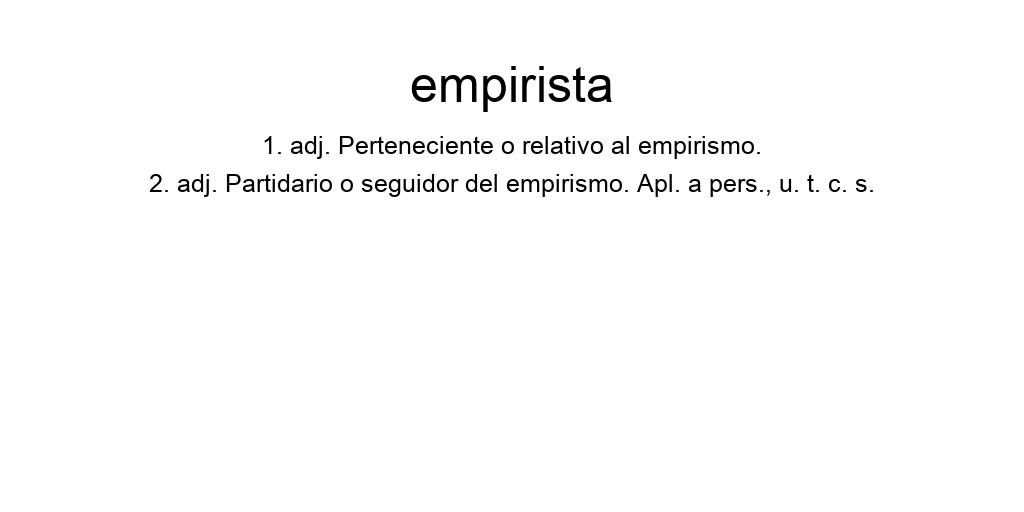 empirista
1. adj. Perteneciente o relativo al empirismo.
2. adj. Partidario o seguidor del empirismo. Apl. a pers., u. t. c. s.